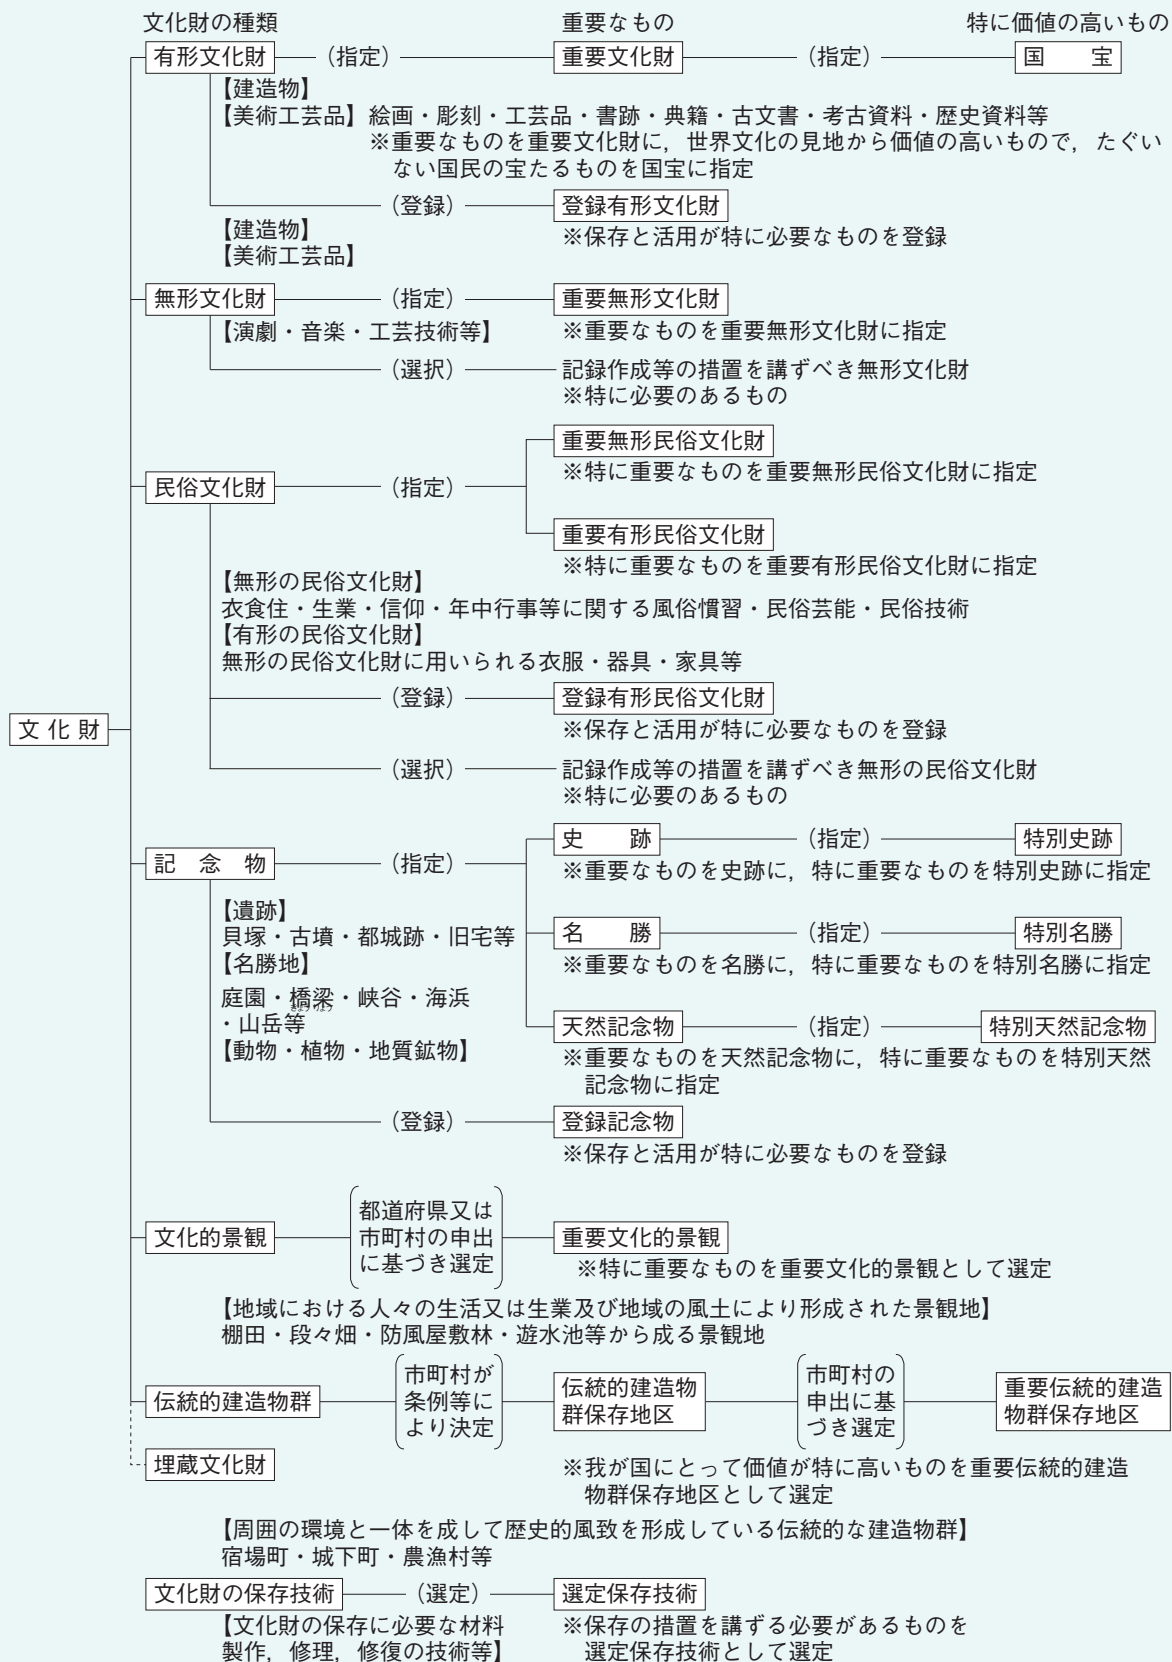 文化財の種類 重要なもの 特に価値の高いもの
有形文化財 (指定) 重要文化財 (指定) 国宝
【建造物】
【美術工芸品】絵画・彫刻・工芸品・書跡・典籍・古文書・考古資料・歴史資料等
※重要なものを重要文化財に，世界文化の見地から価値の高いもので，たぐい
ない国民の宝たるものを国宝に指定
(登録) 登録有形文化財
【建造物】 ※保存と活用が特に必要なものを登録
【美術工芸品】
無形文化財 (指定) 重要無形文化財
【演劇・音楽・工芸技術等】 ※重要なものを重要無形文化財に指定
(選択) 記録作成等の措置を講ずべき無形文化財
※特に必要のあるもの
重要無形民俗文化財
※特に重要なものを重要無形民俗文化財に指定
民俗文化財 (指定)
重要有形民俗文化財
※特に重要なものを重要有形民俗文化財に指定
【無形の民俗文化財】
衣食住・生業・信仰・年中行事等に関する風俗慣習・民俗芸能・民俗技術
【有形の民俗文化財】
無形の民俗文化財に用いられる衣服・器具・家具等
(登録) 登録有形民俗文化財
※保存と活用が特に必要なものを登録
文化財
(選択) 記録作成等の措置を講ずべき無形の民俗文化財
※特に必要のあるもの
史跡 (指定) 特別史跡
記念物 (指定)
※重要なものを史跡に，特に重要なものを特別史跡に指定
【遺跡】
貝塚・古墳・都城跡・旧宅等
名勝 (指定) 特別名勝
【名勝地】 ※重要なものを名勝に，特に重要なものを特別名勝に指定
庭園・橋梁・峡谷・海浜
きょうりょう
・山岳等
天然記念物 (指定) 特別天然記念物
【動物・植物・地質鉱物】 ※重要なものを天然記念物に，特に重要なものを特別天然
記念物に指定
(登録) 登録記念物
※保存と活用が特に必要なものを登録
文化的景観 (都道府県又は
市町村の申出
に基づき選定) 重要文化的景観
※特に重要なものを重要文化的景観として選定
【地域における人々の生活又は生業及び地域の風土により形成された景観地】
棚田・段々畑・防風屋敷林・遊水池等から成る景観地
伝統的建造物群 (市町村が
条例等に
より決定) 伝統的建造物
群保存地区 (市町村の
申出に基
づき選定) 重要伝統的建造
物群保存地区
埋蔵文化財
※我が国にとって価値が特に高いものを重要伝統的建造
物群保存地区として選定
【周囲の環境と一体を成して歴史的風致を形成している伝統的な建造物群】
宿場町・城下町・農漁村等
文化財の保存技術 (選定) 選定保存技術
【文化財の保存に必要な材料
製作，修理，修復の技術等】
※保存の措置を講ずる必要があるものを
選定保存技術として選定